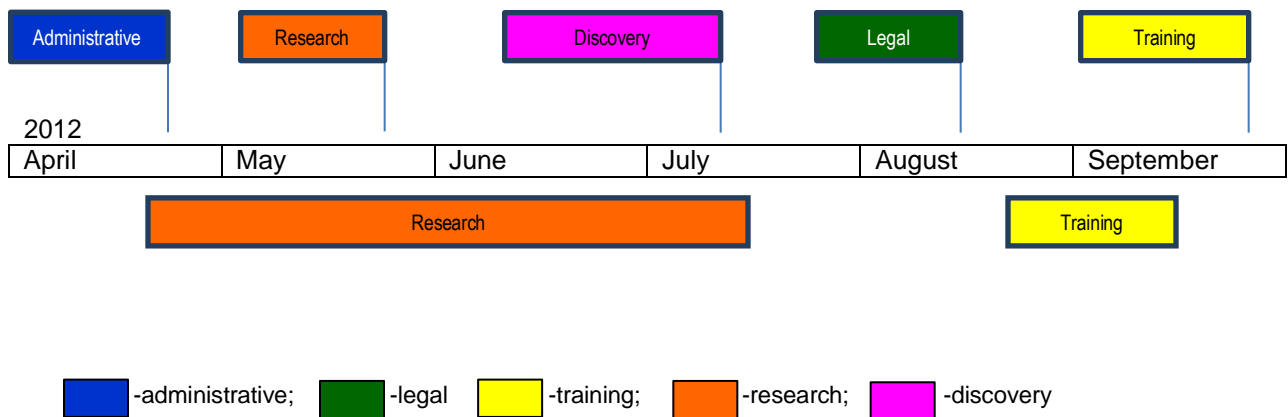 Administrative Research Discovery Legal Training
2012
April May June July August September
Research Training
-administrative; -legal -training; -research; -discovery